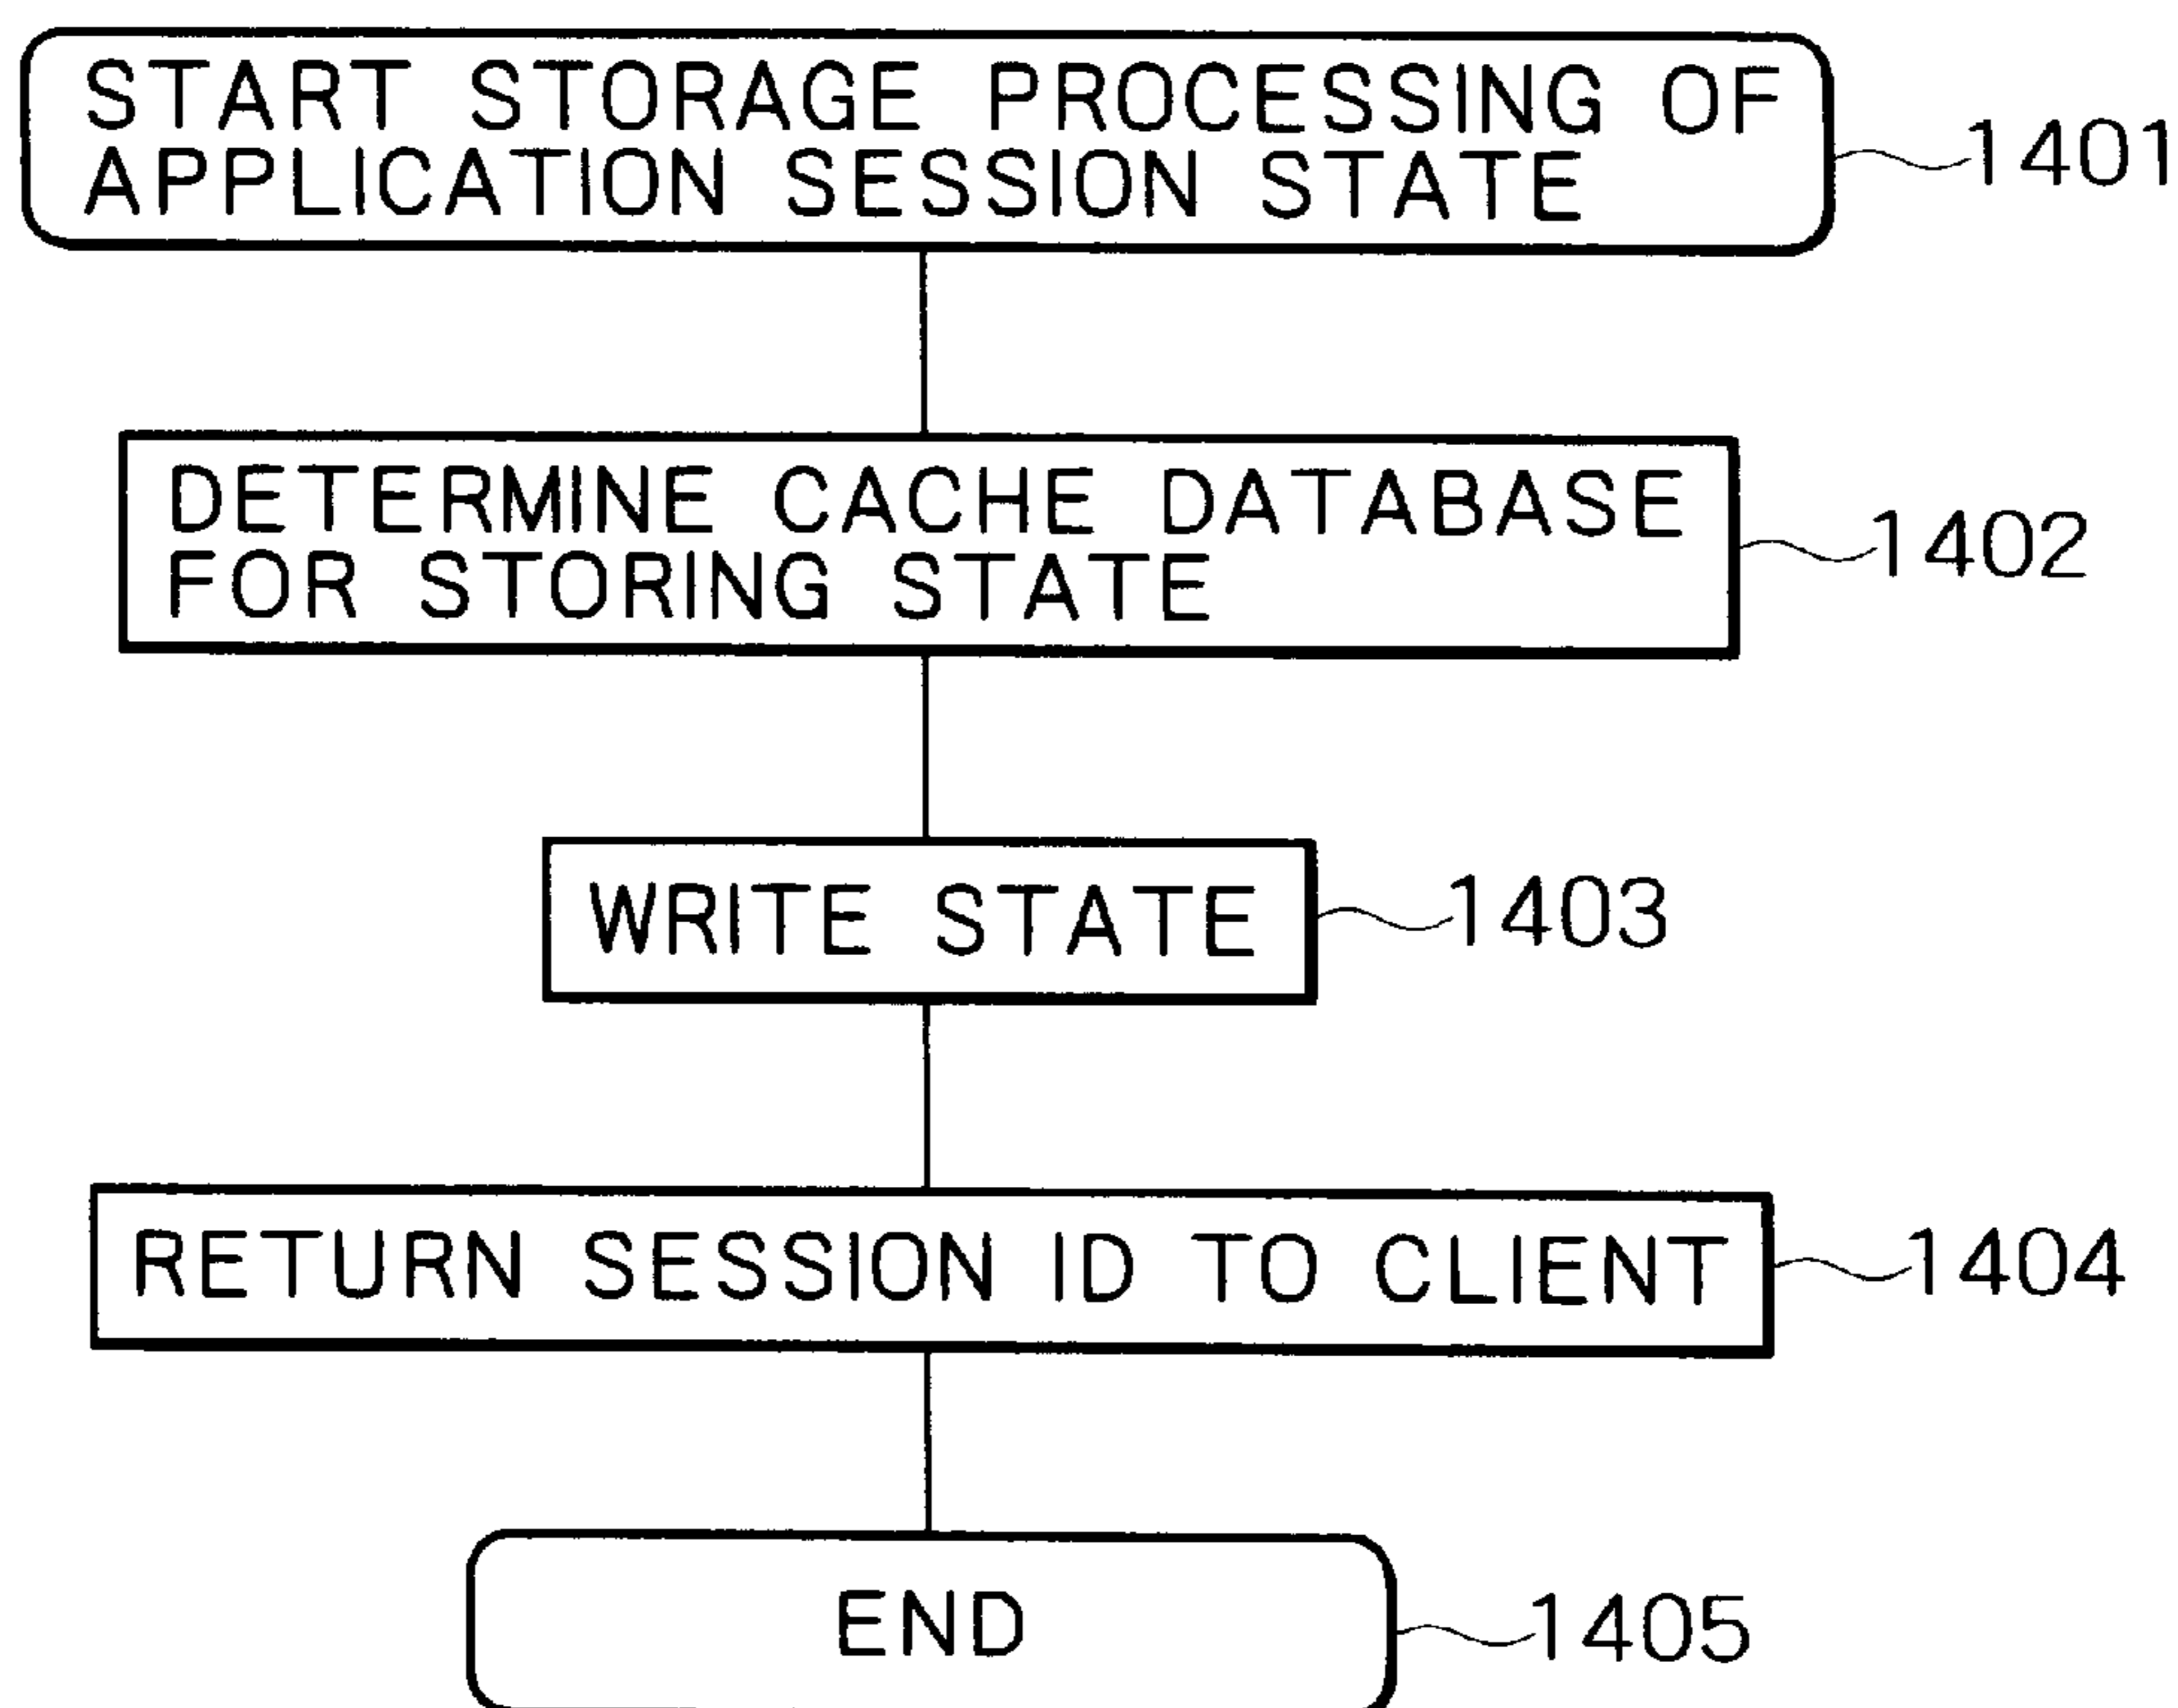 START STORAGE PROCESSING OF
APPLICATION SESSION STATE
1401
DETERMINE CACHE DATABASE
FOR STORING STATE
1402
WRITE STATE
1403
RETURN SESSION ID TO CLIENT
1404
END
1405